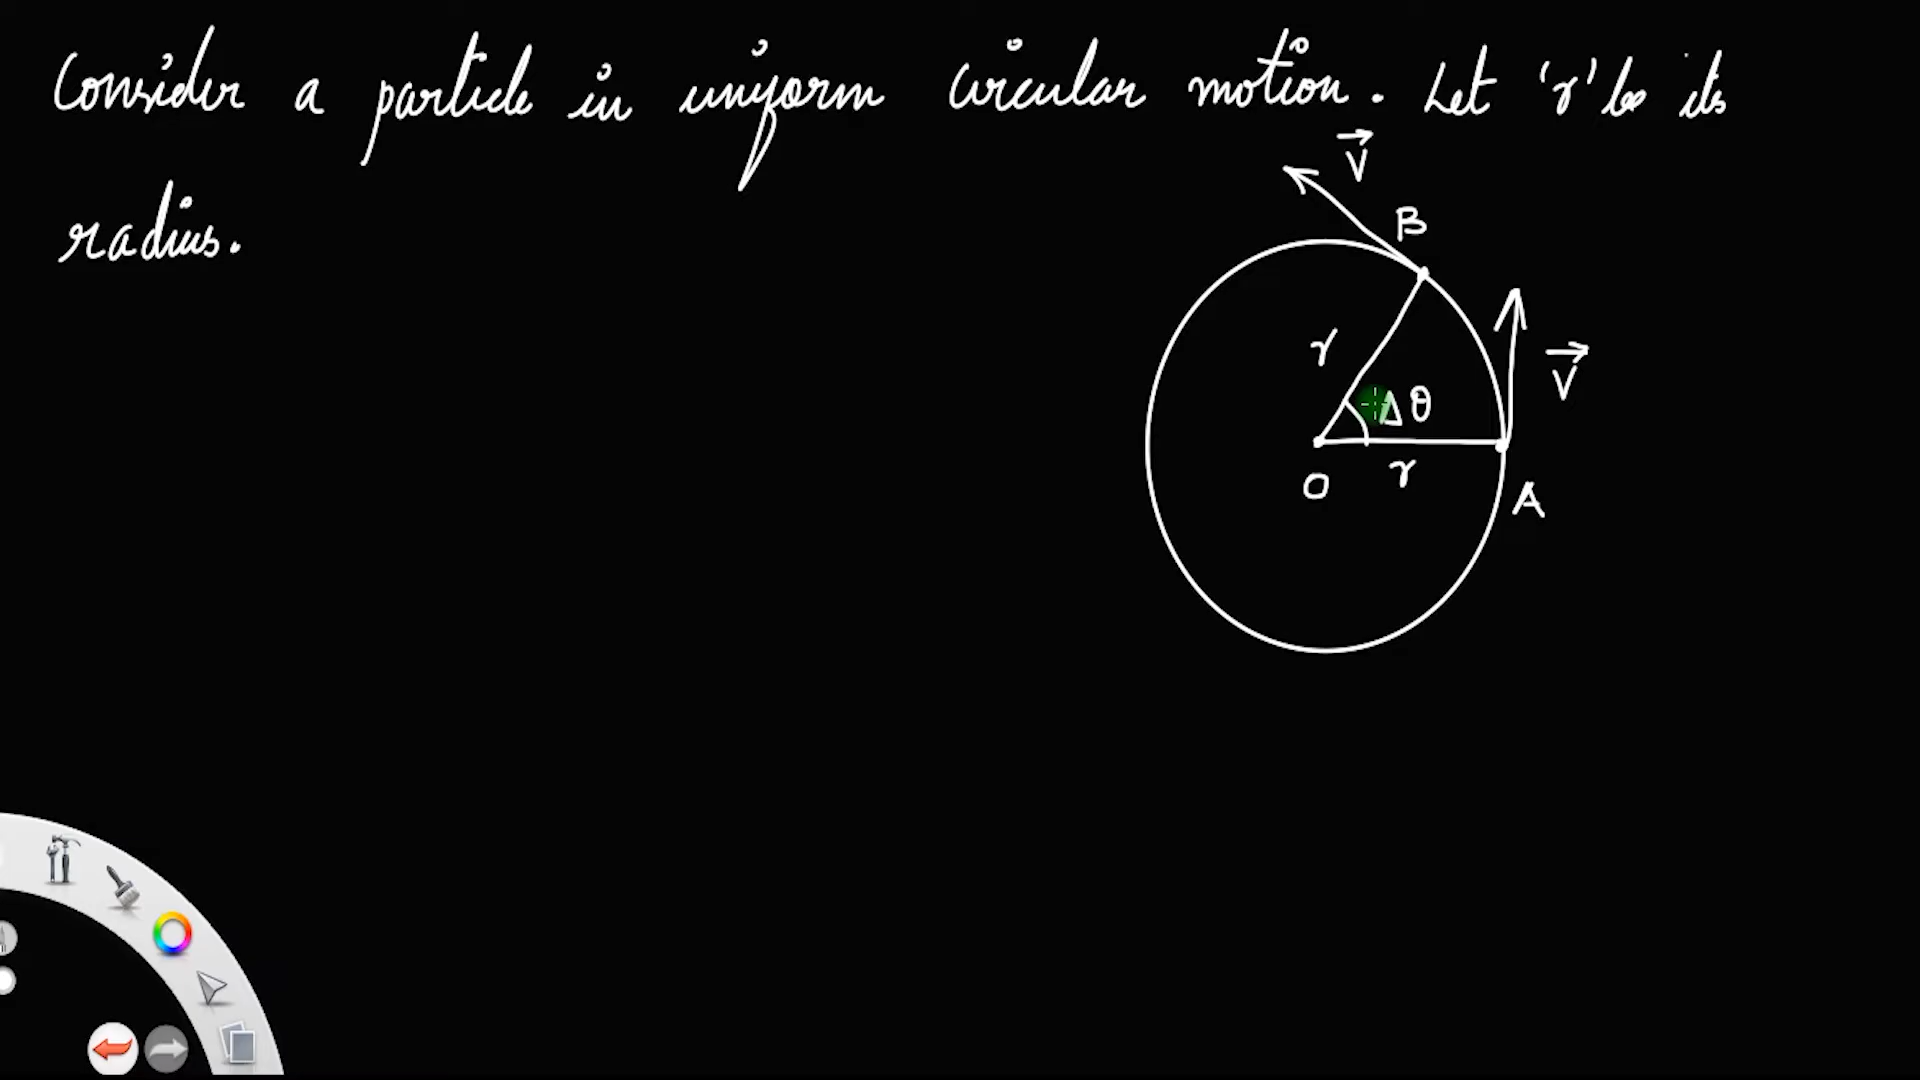 Consider a particle in uniform circular motion. Let 'r' be its
radius.
V
B
r
V
Δθ
r
O
A